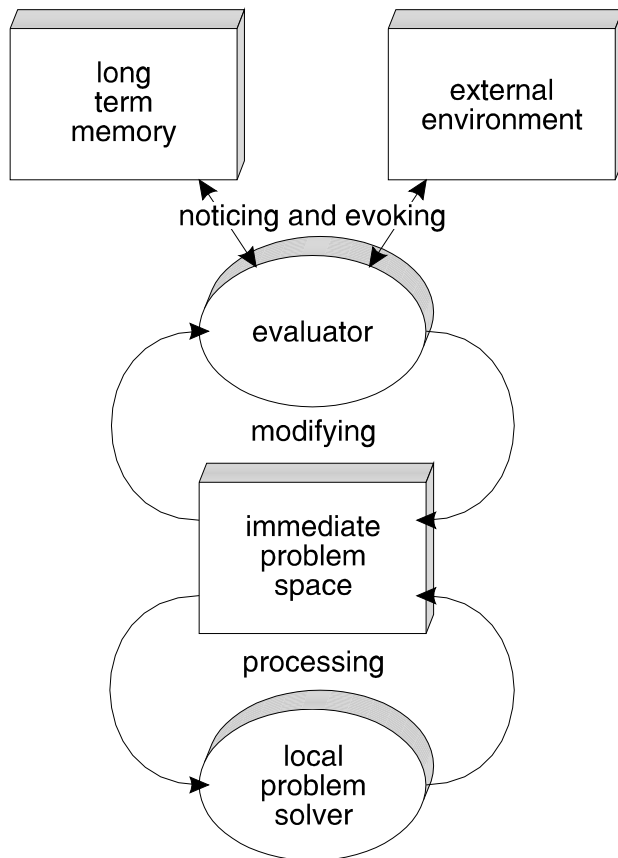 long
term
memory
external
environment
noticing and evoking
evaluator
modifying
immediate
problem
space
processing
local
problem
solver